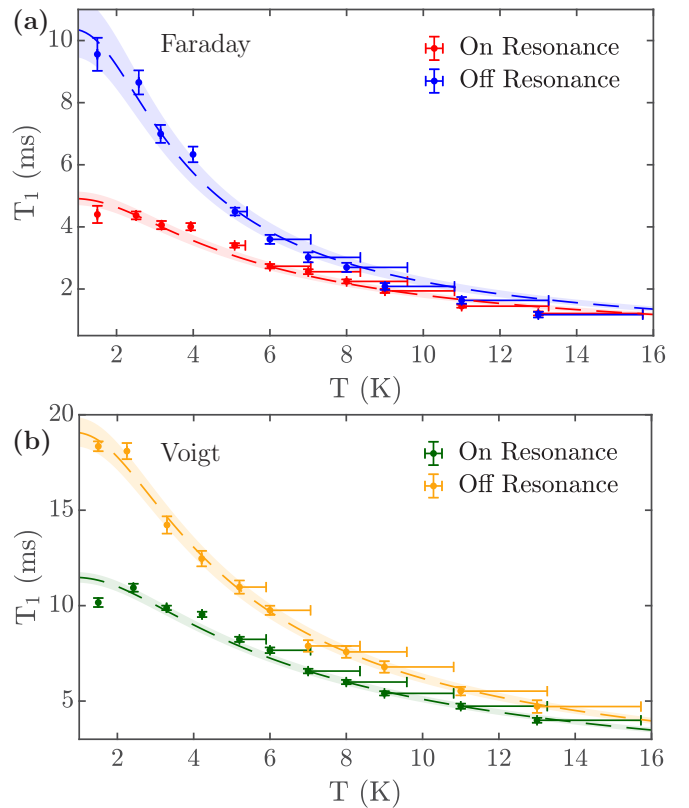 (a)
Faraday
On Resonance
Off Resonance
T₁ (ms)
10
8
6
4
2
2 4 6 8 10 12 14 16
T (K)
(b)
Voigt
On Resonance
Off Resonance
T₁ (ms)
20
15
10
5
2 4 6 8 10 12 14 16
T (K)